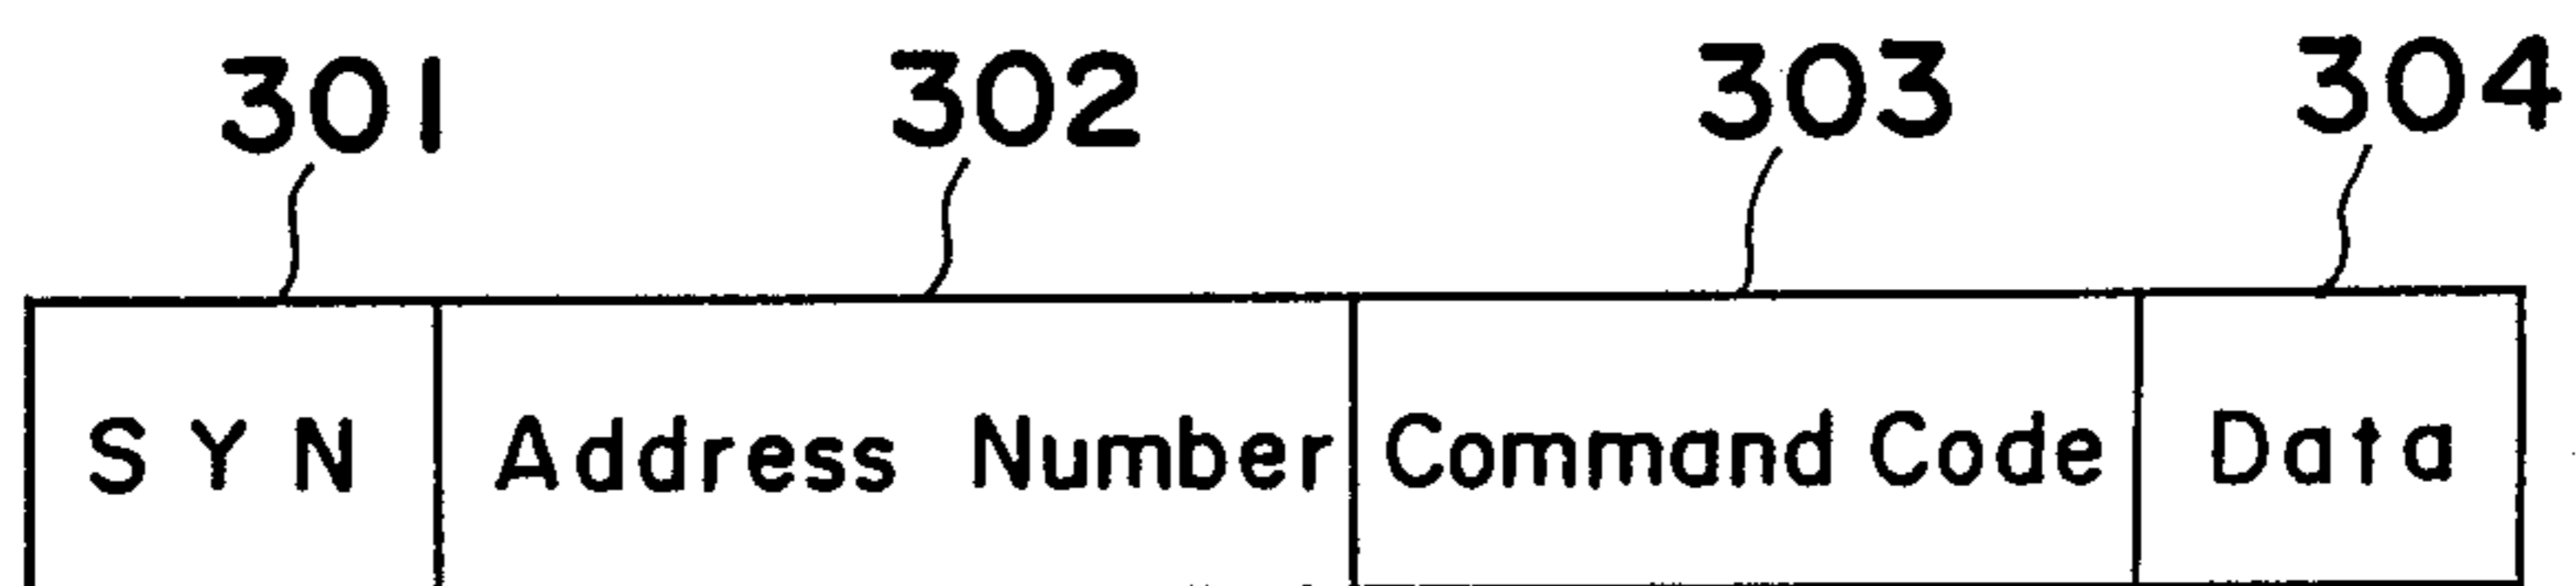 301 302 303 304
SYN Address Number Command Code Data